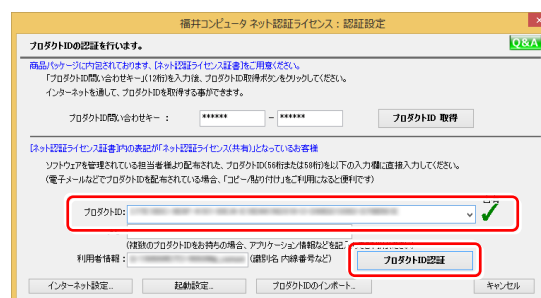 福井コンピュータ ネット認証ライセンス：認証設定
プロダクトIDの認証を行います。
Q&A
商品パッケージに内包されております、【ネット認証ライセンス証書】をご用意ください。
「プロダクトID問い合わせキー」(12桁)を入力後、プロダクトID取得ボタンをクリックしてください。
インターネットを通して、プロダクトIDを取得する事ができます。
プロダクトID問い合わせキー：
****** - ******
プロダクトID 取得
【ネット認証ライセンス証書】内の表記が「ネット認証ライセンス(共有)」となっているお客様
ソフトウェアを管理されている担当者様より配布された、プロダクトID(56桁または58桁)を以下の入力欄に直接入力してください。
(電子メールなどでプロダクトIDを配布されている場合、「コピー/貼り付け」をご利用になると便利です)
プロダクトID：
(複数のプロダクトIDをお持ちの場合、アプリケーション情報などを記
利用者情報：
(識別名 内線番号など)
プロダクトID認証
インターネット設定...
起動設定...
プロダクトIDのインポート...
キャンセル